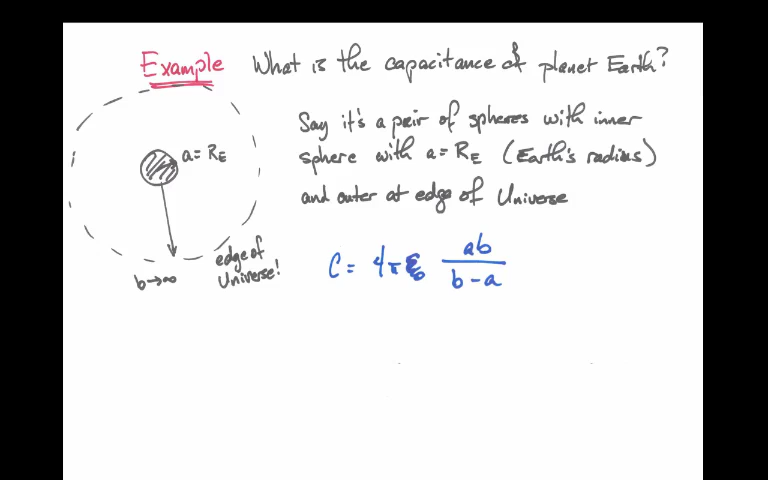 Example What is the capacitance of planet Earth?
Say it's a pair of spheres with inner
a = R_E
sphere with a = R_E (Earth's radius)
and outer at edge of Universe
edge of
Universe!
b→∞
C = 4πε₀ ab / (b - a)